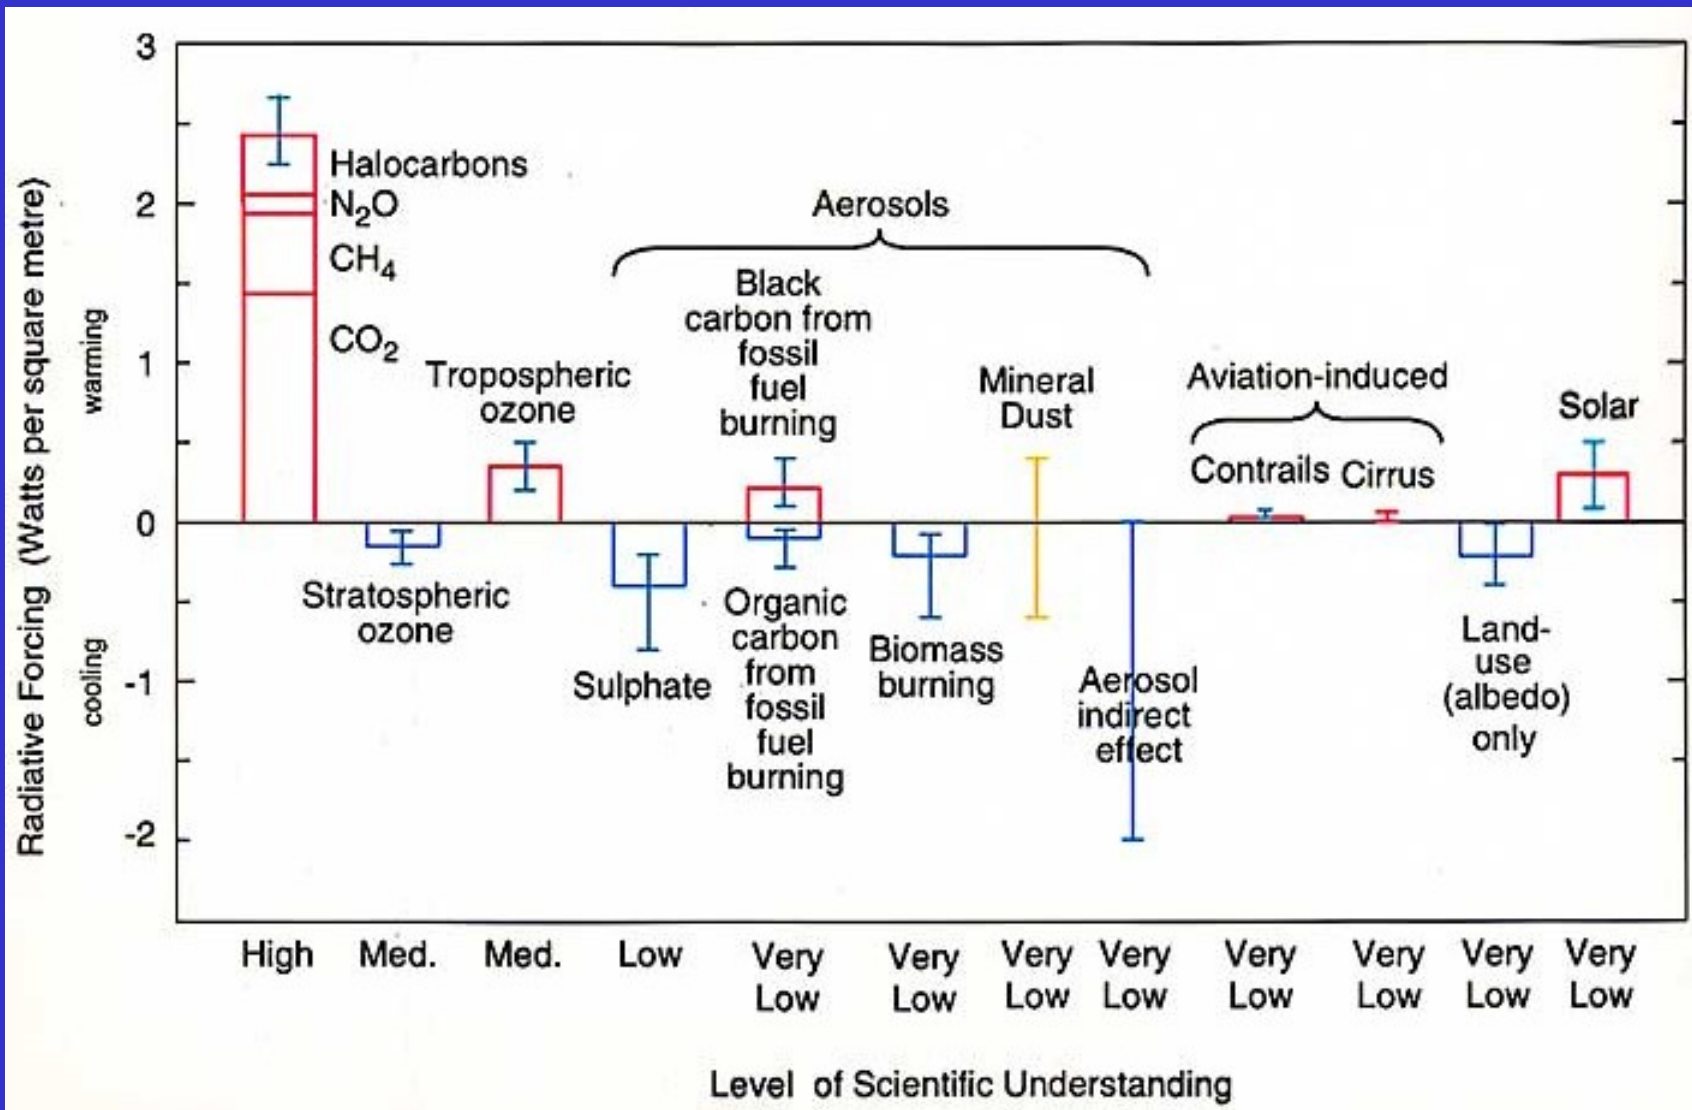 Radiative Forcing (Watts per square metre)
warming
cooling
3
2
1
0
-1
-2
Halocarbons
N₂O
CH₄
CO₂
Stratospheric
ozone
Tropospheric
ozone
Aerosols
Sulphate
Black
carbon from
fossil
fuel
burning
Organic
carbon
from
fossil
fuel
burning
Biomass
burning
Mineral
Dust
Aerosol
indirect
effect
Aviation-induced
Contrails Cirrus
Land-
use
(albedo)
only
Solar
High Med. Med. Low Very Very Very Very Very Very Very Very
Low Low Low Low Low Low Low Low
Level of Scientific Understanding